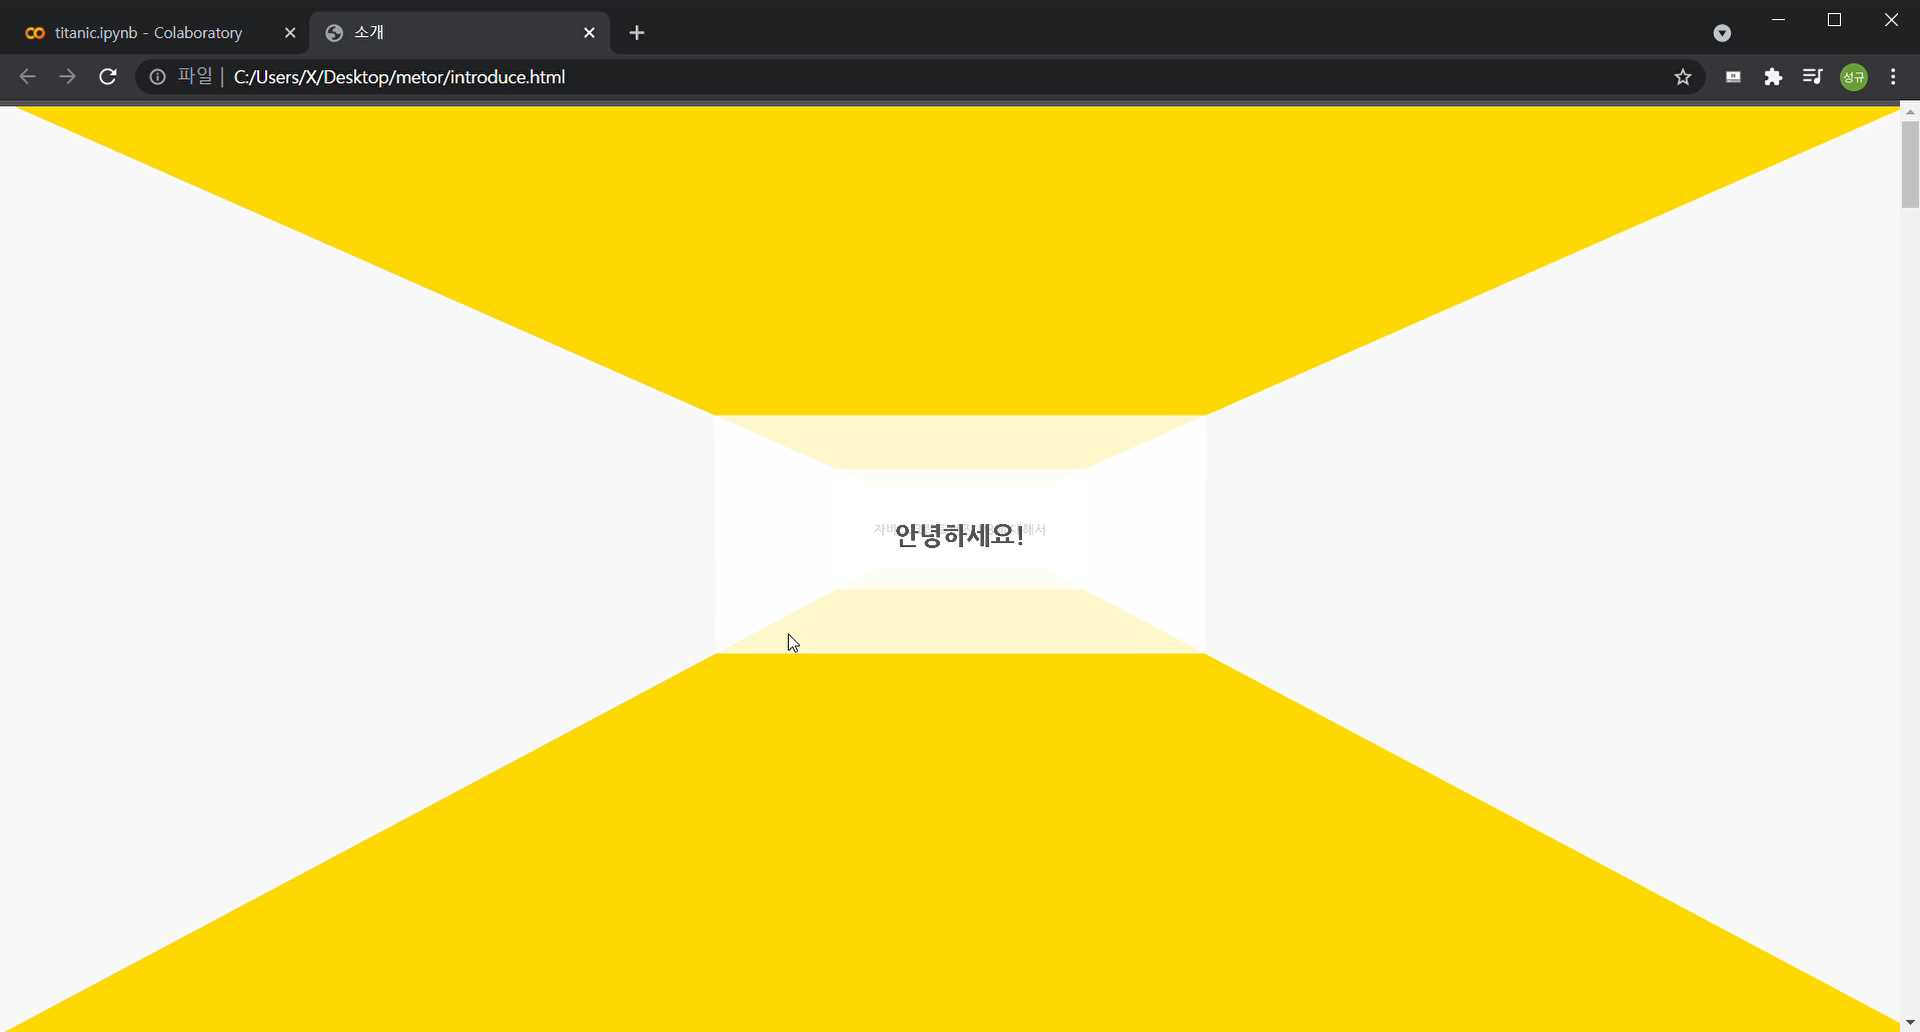 titanic.ipynb - Colaboratory
소개
파일 | C:/Users/X/Desktop/metor/introduce.html
성규
안녕하세요!